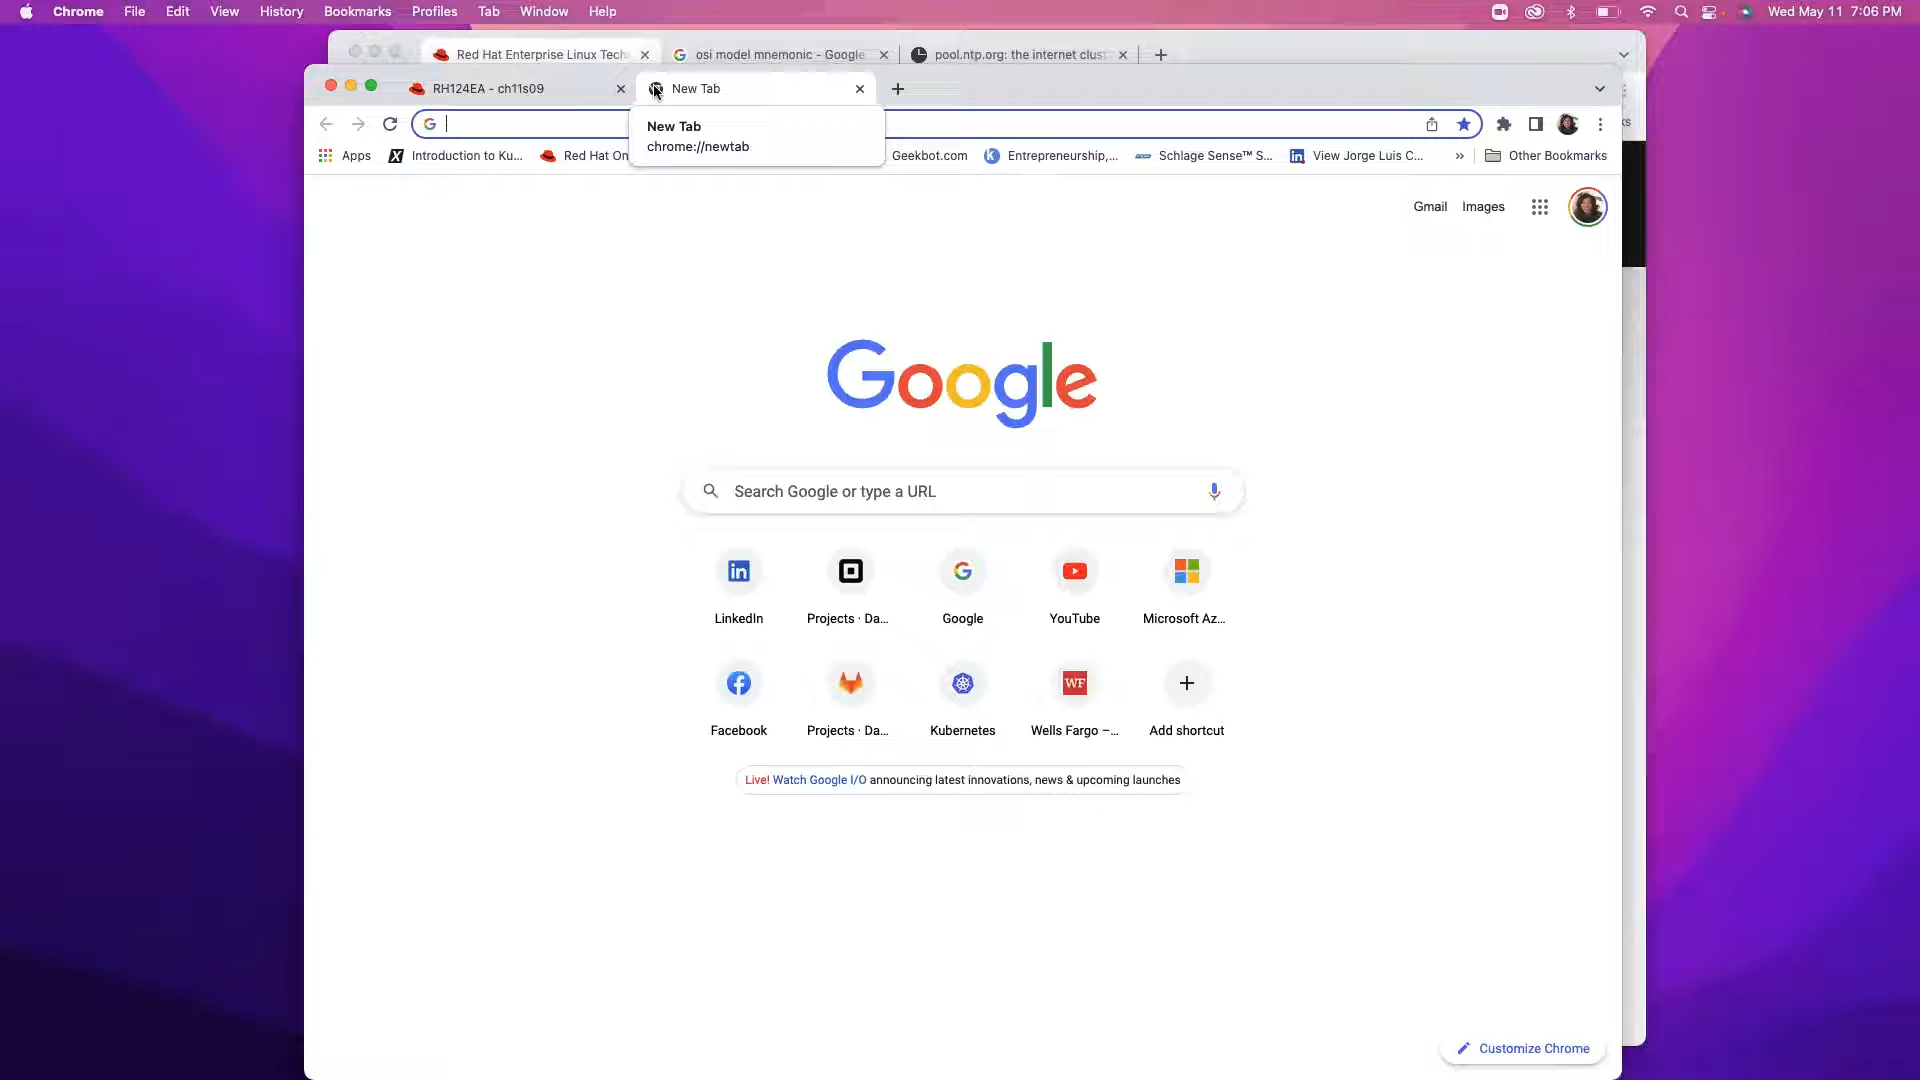 Chrome File Edit View History Bookmarks Profiles Tab Window Help Wed May 11 7:06 PM
Red Hat Enterprise Linux Tech osi model mnemonic - Google pool.ntp.org: the internet clust
RH124EA - ch11s09 New Tab
New Tab
chrome://newtab
Apps Introduction to Ku... Red Hat On Geekbot.com Entrepreneurship,... Schlage Sense™ S... View Jorge Luis C... » Other Bookmarks
Gmail Images
Google
Search Google or type a URL
LinkedIn Projects · Da... Google YouTube Microsoft Az...
WF
Facebook Projects · Da... Kubernetes Wells Fargo –... Add shortcut
Live! Watch Google I/O announcing latest innovations, news & upcoming launches
Customize Chrome